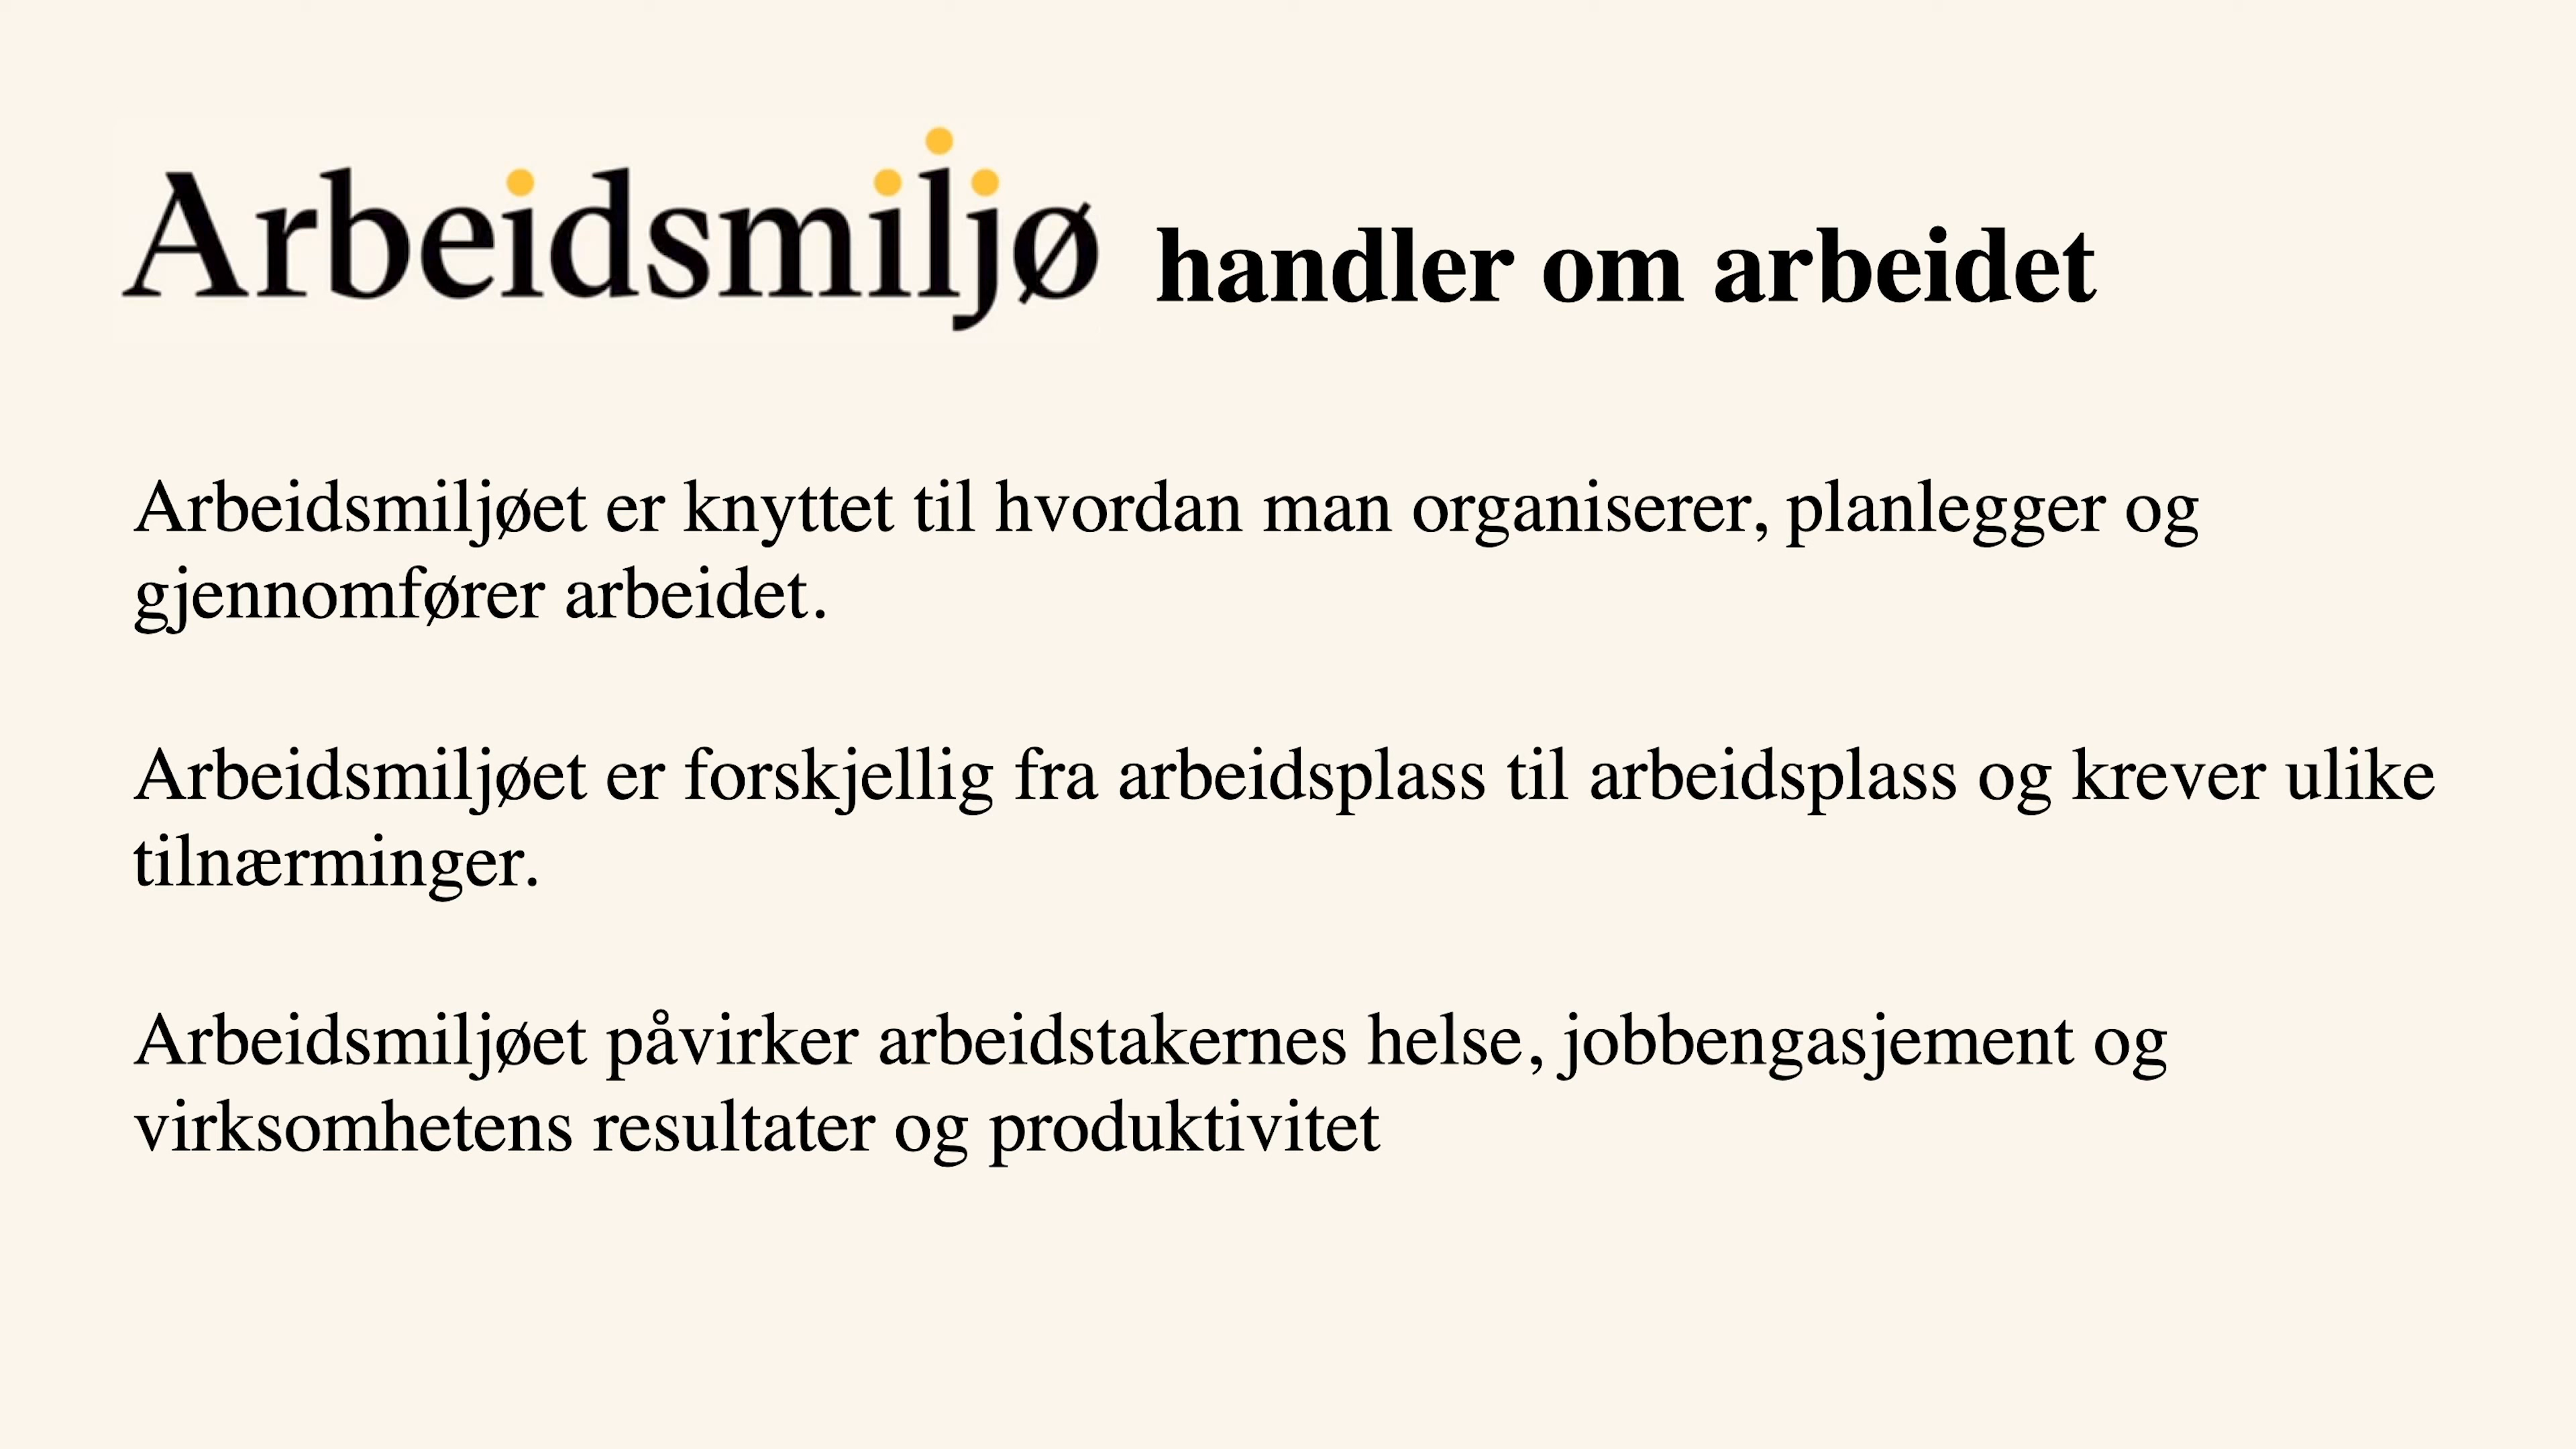 Arbeidsmiljø handler om arbeidet
Arbeidsmiljøet er knyttet til hvordan man organiserer, planlegger og
gjennomfører arbeidet.
Arbeidsmiljøet er forskjellig fra arbeidsplass til arbeidsplass og krever ulike
tilnærminger.
Arbeidsmiljøet påvirker arbeidstakernes helse, jobbengasjement og
virksomhetens resultater og produktivitet